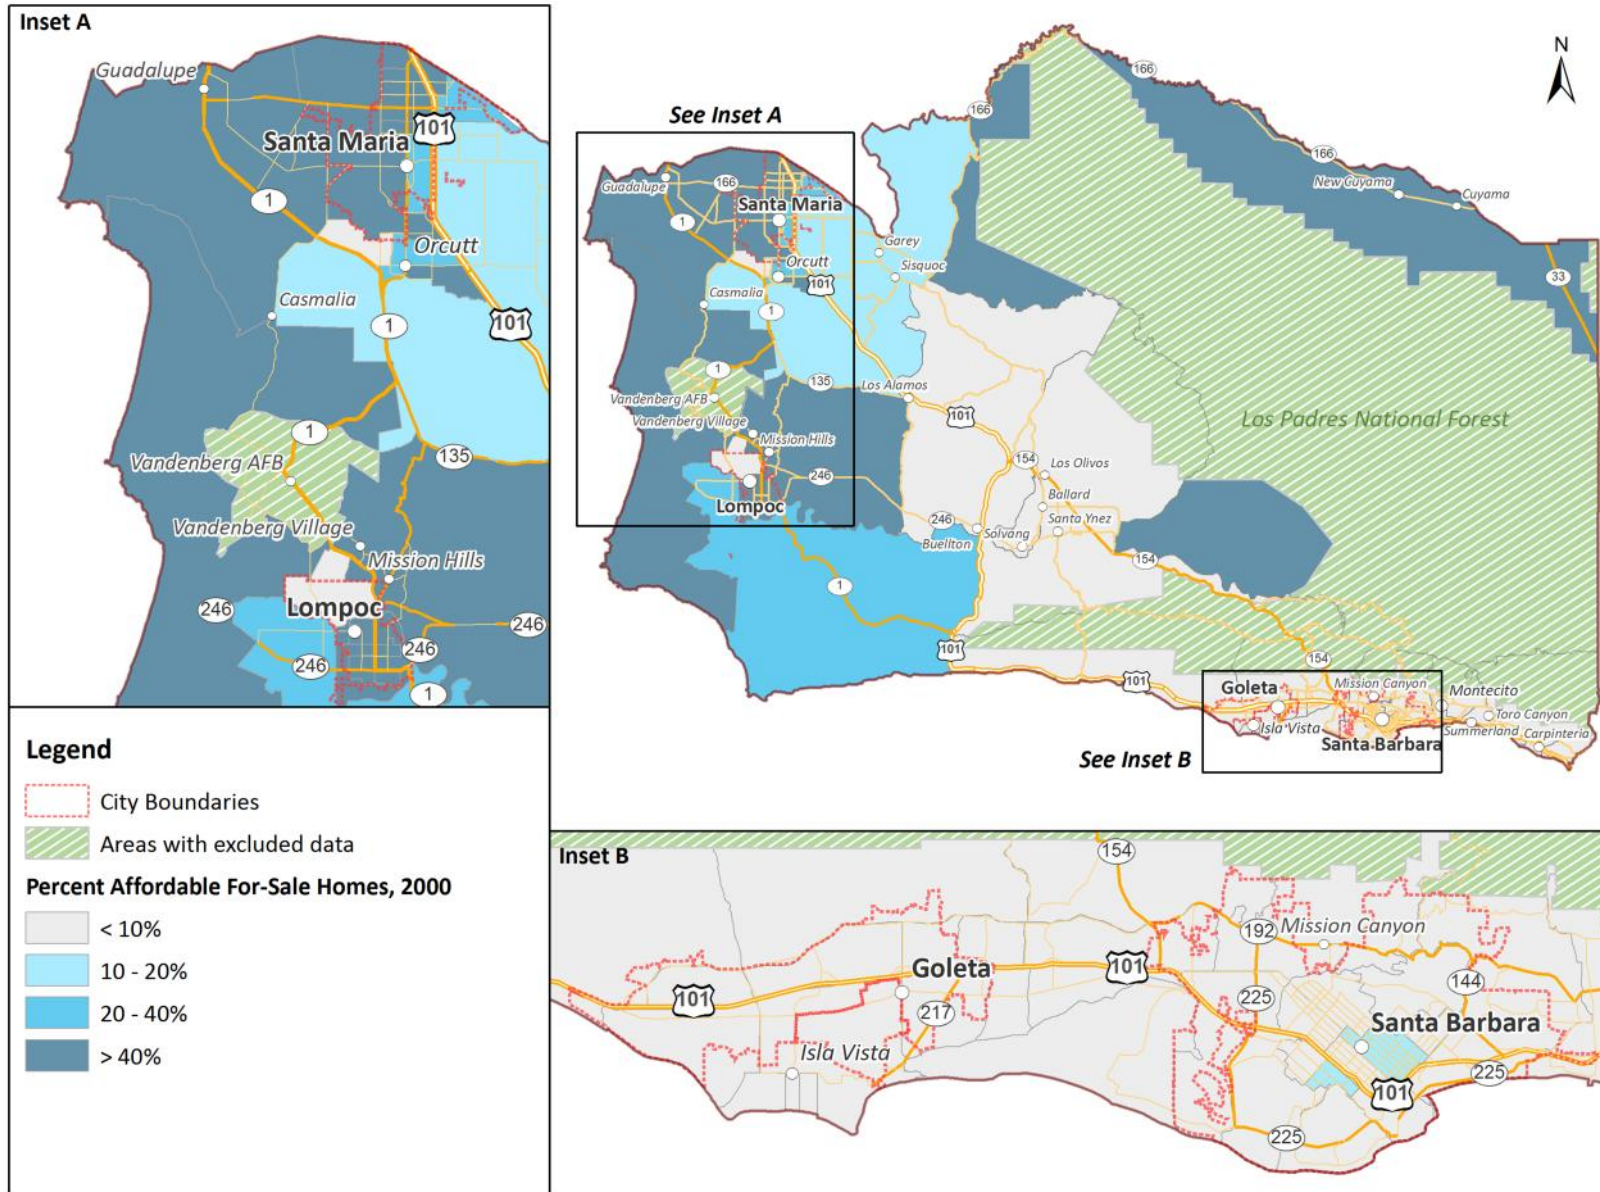 Inset A
Guadalupe
101
Santa Maria
1
Orcutt
Casmalia
1
101
1
135
Vandenberg AFB
Vandenberg Village
Mission Hills
246
Lompoc
246
246
246
1
Legend
City Boundaries
Areas with excluded data
Percent Affordable For-Sale Homes, 2000
< 10%
10 - 20%
20 - 40%
> 40%
N
See Inset A
166
166
166
New Cuyama
Cuyama
33
Guadalupe
166
1
Santa Maria
Garey
Orcutt
Sisquoc
101
Casmalia
1
1
135
Los Alamos
Vandenberg AFB
101
Los Padres National Forest
Vandenberg Village
Mission Hills
154
Los Olivos
246
Lompoc
Ballard
246
Santa Ynez
Buellton
Solvang
154
1
101
154
101
Goleta
Mission Canyon
Montecito
Isla Vista
Toro Canyon
Santa Barbara
Summerland
Carpinteria
See Inset B
Inset B
154
192
Mission Canyon
Goleta
101
144
101
225
217
Santa Barbara
Isla Vista
225
101
225